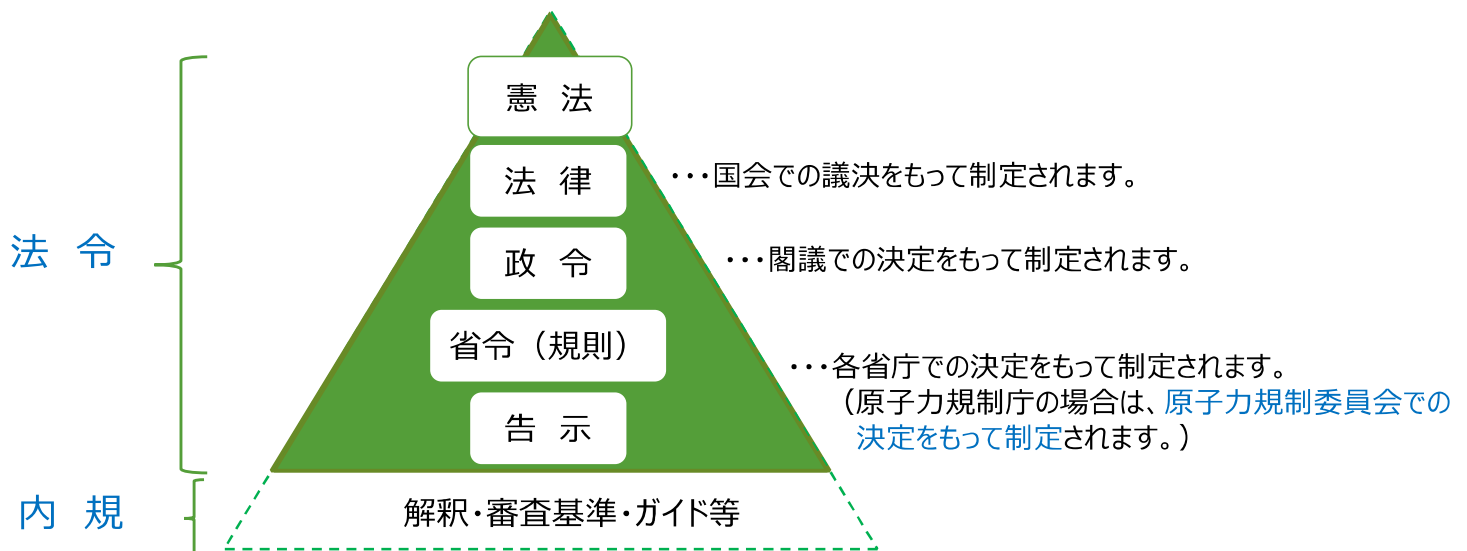 憲 法
法 律
・・・国会での議決をもって制定されます。
法 令
政 令
・・・閣議での決定をもって制定されます。
省令（規則）
・・・各省庁での決定をもって制定されます。
（原子力規制庁の場合は、原子力規制委員会での
決定をもって制定されます。）
告 示
内 規
解釈・審査基準・ガイド等